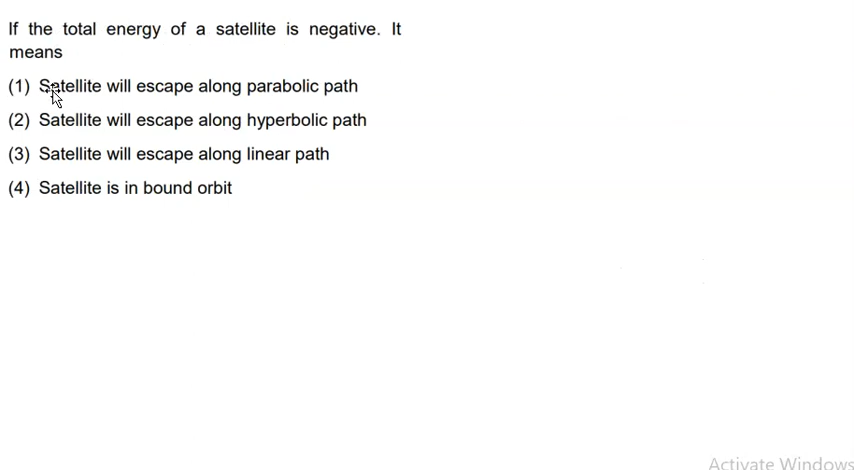 If the total energy of a satellite is negative. It
means
(1) Satellite will escape along parabolic path
(2) Satellite will escape along hyperbolic path
(3) Satellite will escape along linear path
(4) Satellite is in bound orbit
Activate Windows